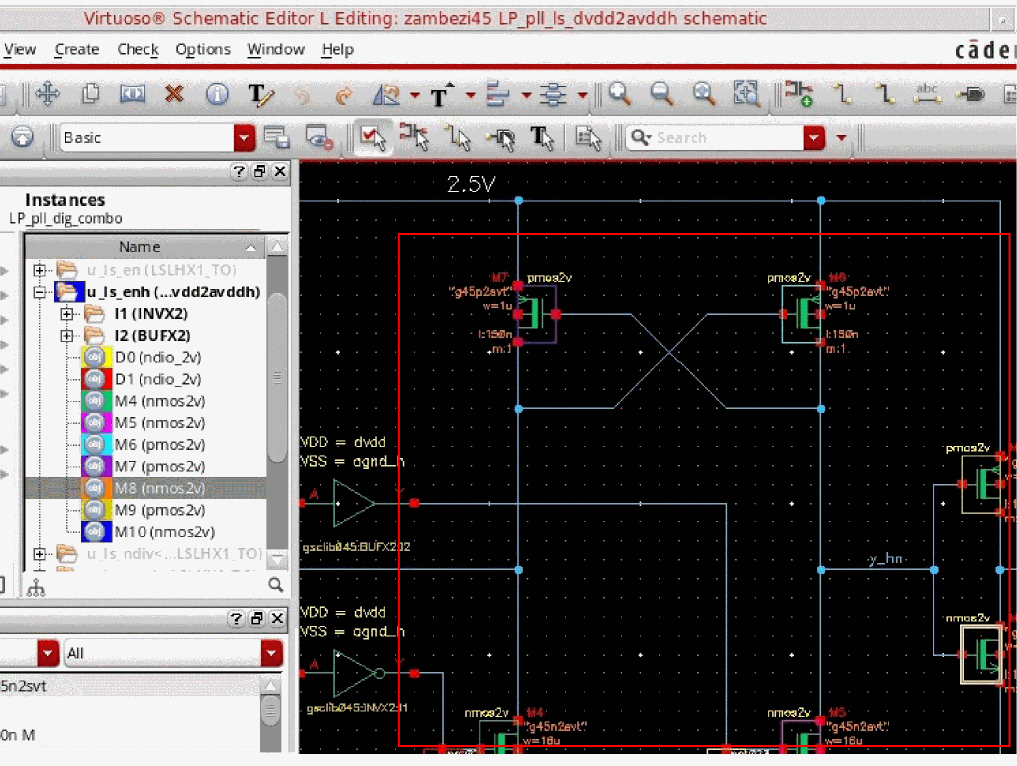 Virtuoso® Schematic Editor L Editing: zambezi45 LP_pll_ls_dvdd2avddh schematic
View Create Check Options Window Help
cāde
abc
Basic
Search
Instances
LP_pll_dig_combo
Name
u_ls_en (LSLHX1_TO)
u_ls_enh (...vdd2avddh)
I1 (INVX2)
I2 (BUFX2)
D0 (ndio_2v)
D1 (ndio_2v)
M4 (nmos2v)
M5 (nmos2v)
M6 (pmos2v)
M7 (pmos2v)
M8 (nmos2v)
M9 (pmos2v)
M10 (nmos2v)
u_ls_ndiv<...LSLHX1_TO)
All
5n2svt
0n M
2.5V
M7 pmos2v
"g45p2svt"
w=1u
l:150n
m:1
pmos2v M6
"g45p2svt"
w=1u
l:150n
m:1
VDD = dvdd
VSS = agnd_h
A Y
gsclib045:BUFX2:I2
pmos2v
y_hn
VDD = dvdd
VSS = agnd_h
A Y
gsclib045:INVX2:I1
nmos2v
nmos2v M4
"g45n2svt"
w=16u
nmos2v M5
"g45n2svt"
w=16u